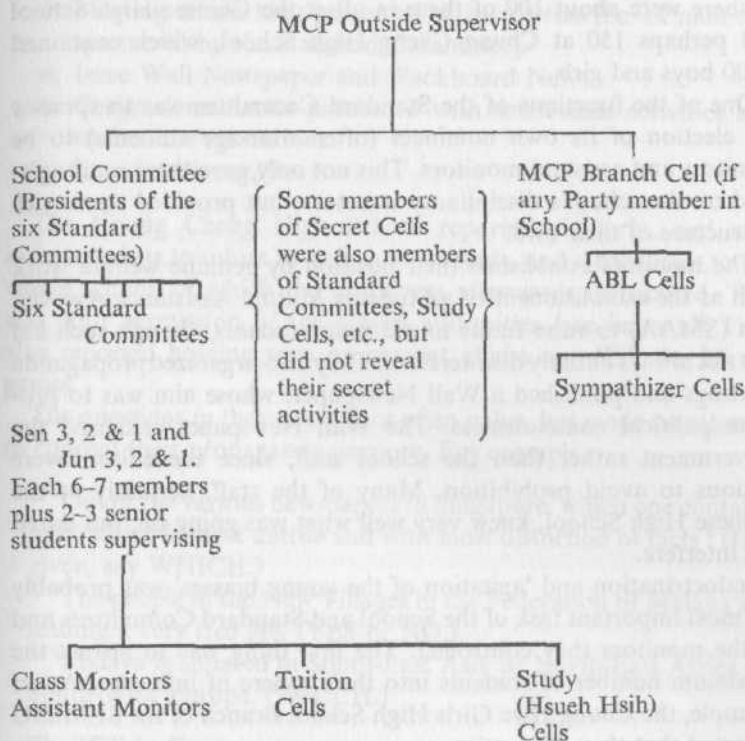 MCP Outside Supervisor
School Committee
(Presidents of the
six Standard
Committees)
Six Standard
Committees
Sen 3, 2 & 1 and
Jun 3, 2 & 1.
Each 6–7 members
plus 2–3 senior
students supervising
Some members
of Secret Cells
were also members
of Standard
Committees, Study
Cells, etc., but
did not reveal
their secret
activities
MCP Branch Cell (if
any Party member in
School)
ABL Cells
Sympathizer Cells
Class Monitors
Assistant Monitors
Tuition
Cells
Study
(Hsueh Hsih)
Cells